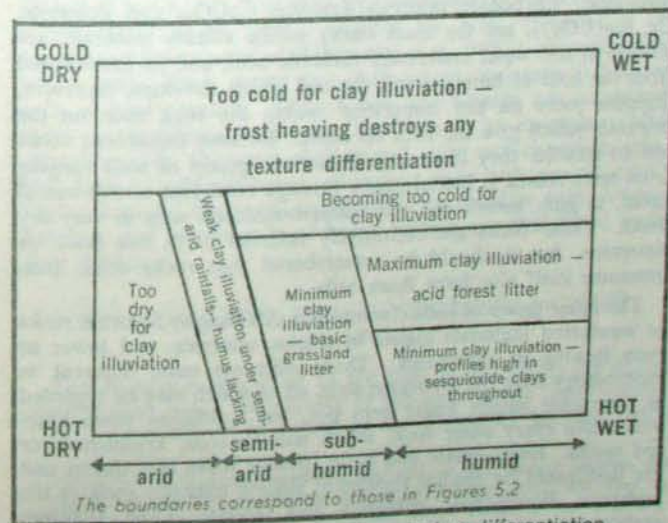 COLD
DRY
COLD
WET
Too cold for clay illuviation —
frost heaving destroys any
texture differentiation
Too
dry
for
clay
illuviation
Weak clay illuviation under semi-
arid rainfalls— humus lacking
Becoming too cold for
clay illuviation
Minimum
clay
illuviation
— basic
grassland
litter
Maximum clay illuviation —
acid forest litter
Minimum clay illuviation —
profiles high in
sesquioxide clays
throughout
HOT
DRY
HOT
WET
arid
semi-
arid
sub-
humid
humid
The boundaries correspond to those in Figures 5.2
differentiation